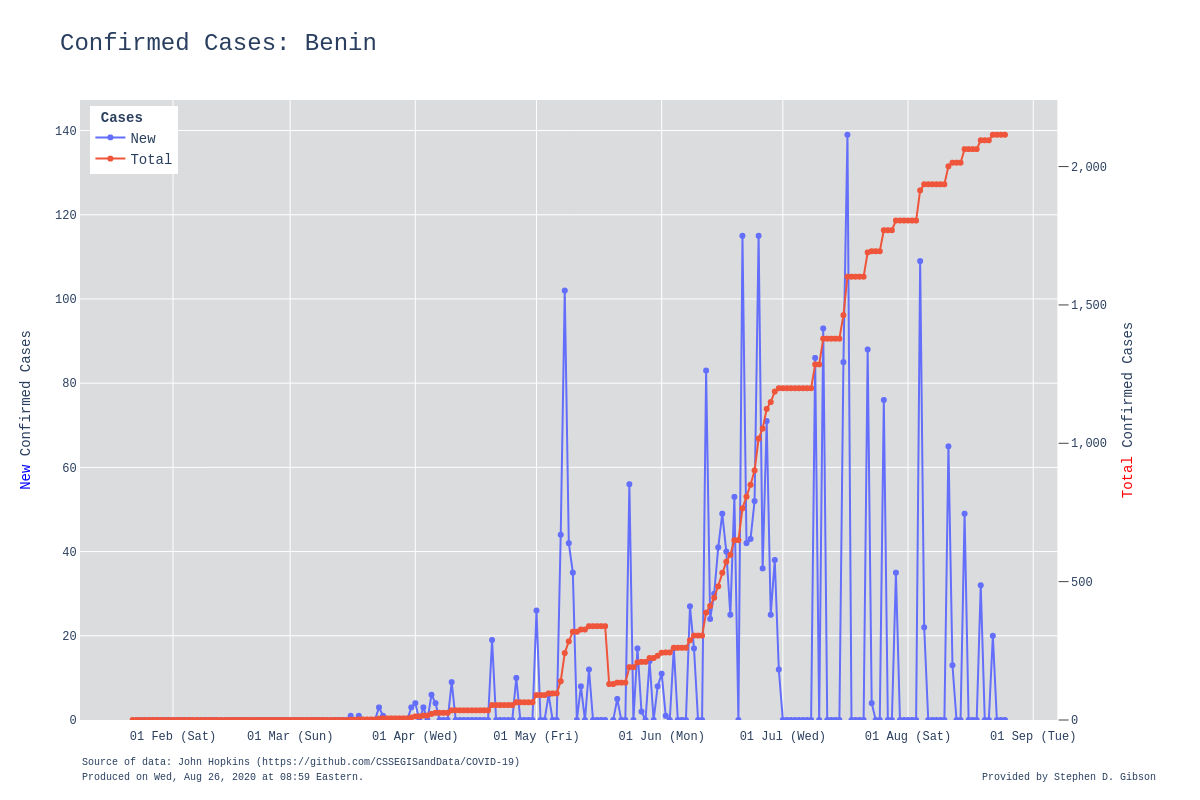 Confirmed Cases: Benin
Cases
New
Total
140
120
100
80
60
40
20
0
2,000
1,500
1,000
500
0
New Confirmed Cases
Total Confirmed Cases
01 Feb (Sat)
01 Mar (Sun)
01 Apr (Wed)
01 May (Fri)
01 Jun (Mon)
01 Jul (Wed)
01 Aug (Sat)
01 Sep (Tue)
Source of data: John Hopkins (https://github.com/CSSEGISandData/COVID-19)
Produced on Wed, Aug 26, 2020 at 08:59 Eastern.
Provided by Stephen D. Gibson